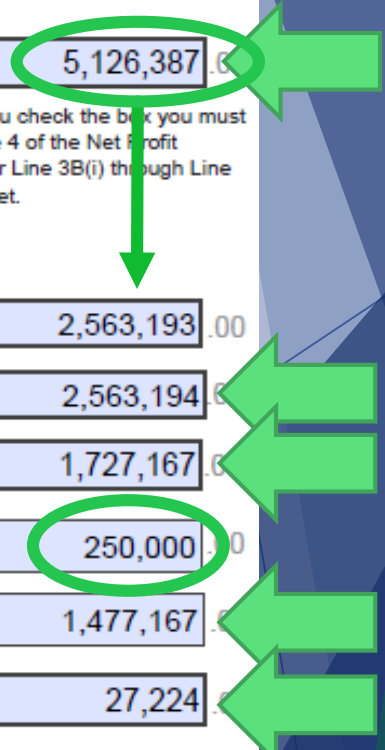 5,126,387
u check the box you must
4 of the Net Profit
r Line 3B(i) through Line
et.
2,563,193 .00
2,563,194
1,727,167
250,000 .00
1,477,167
27,224